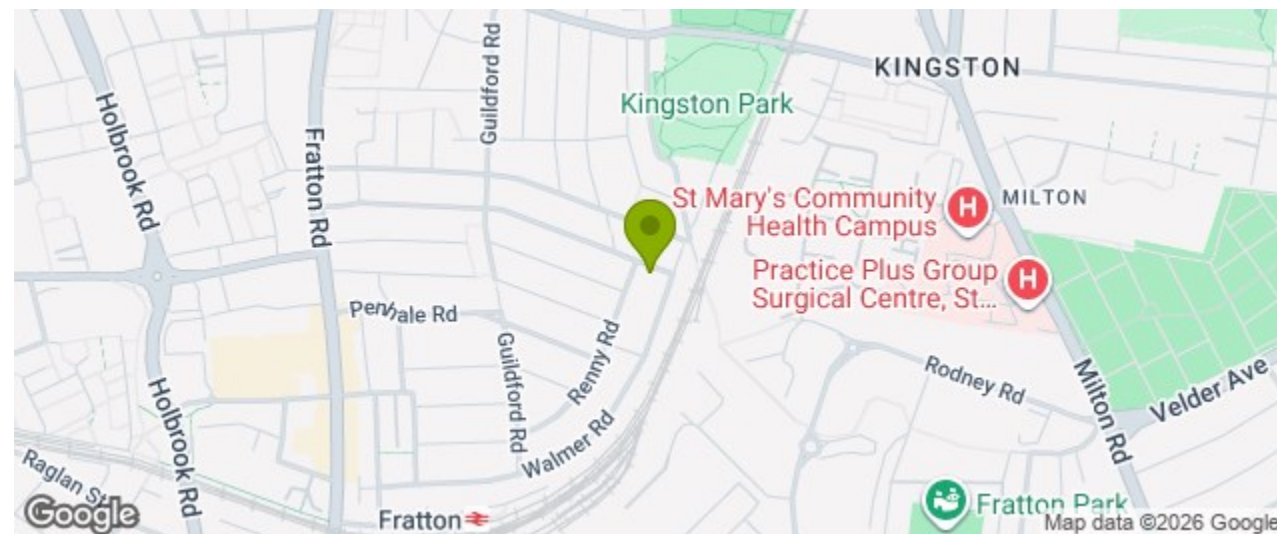 Holbrook Rd
Fratton Rd
Guildford Rd
Kingston Park
KINGSTON
St Mary's Community
Health Campus
H
MILTON
Practice Plus Group
Surgical Centre, St...
H
Penhale Rd
Guildford Rd
Renny Rd
Walmer Rd
Rodney Rd
Milton Rd
Velder Ave
Holbrook Rd
Raglan St
Fratton
Fratton Park
Google
Map data ©2026 Google